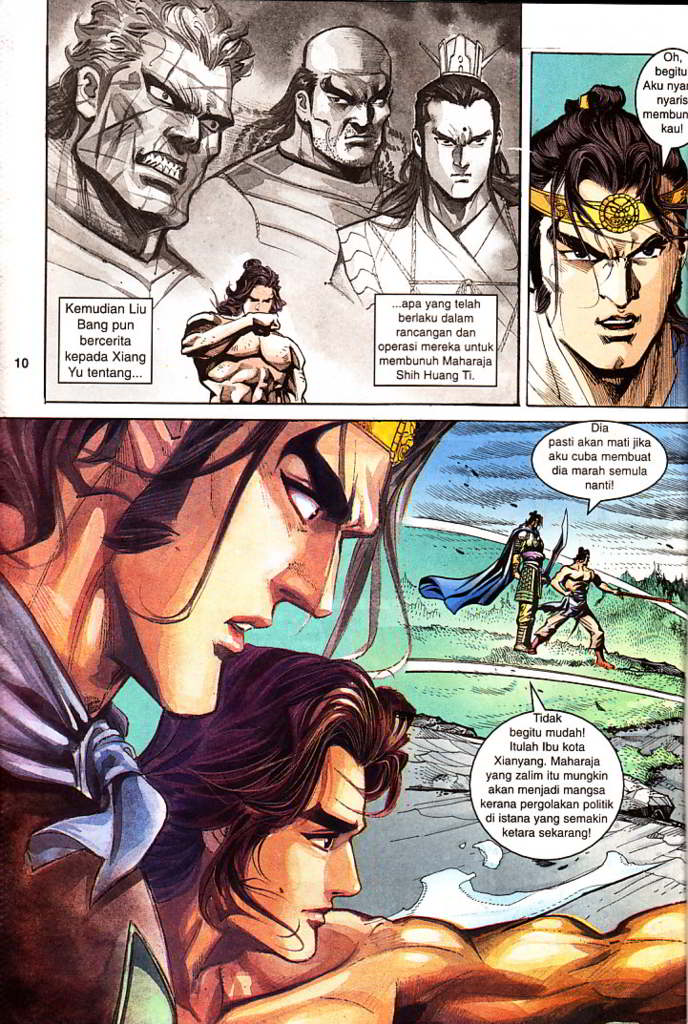 Kemudian Liu
Bang pun
bercerita
kepada Xiang
Yu tentang...
...apa yang telah
berlaku dalam
rancangan dan
operasi mereka untuk
membunuh Maharaja
Shih Huang Ti.
Oh,
begitu
Aku nyar
nyaris
membun
kau!
10
Dia
pasti akan mati jika
aku cuba membuat
dia marah semula
nanti!
Tidak
begitu mudah!
Itulah Ibu kota
Xianyang. Maharaja
yang zalim itu mungkin
akan menjadi mangsa
kerana pergolakan politik
di istana yang semakin
ketara sekarang!